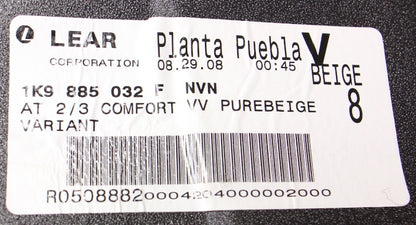 LEAR Planta Puebla V
CORPORATION 08.29.08 00:45 BEIGE
1K9 885 032 F NVN 8
AT 2/3 COMFORT VV PUREBEIGE
VARIANT
R05088820004204000002000